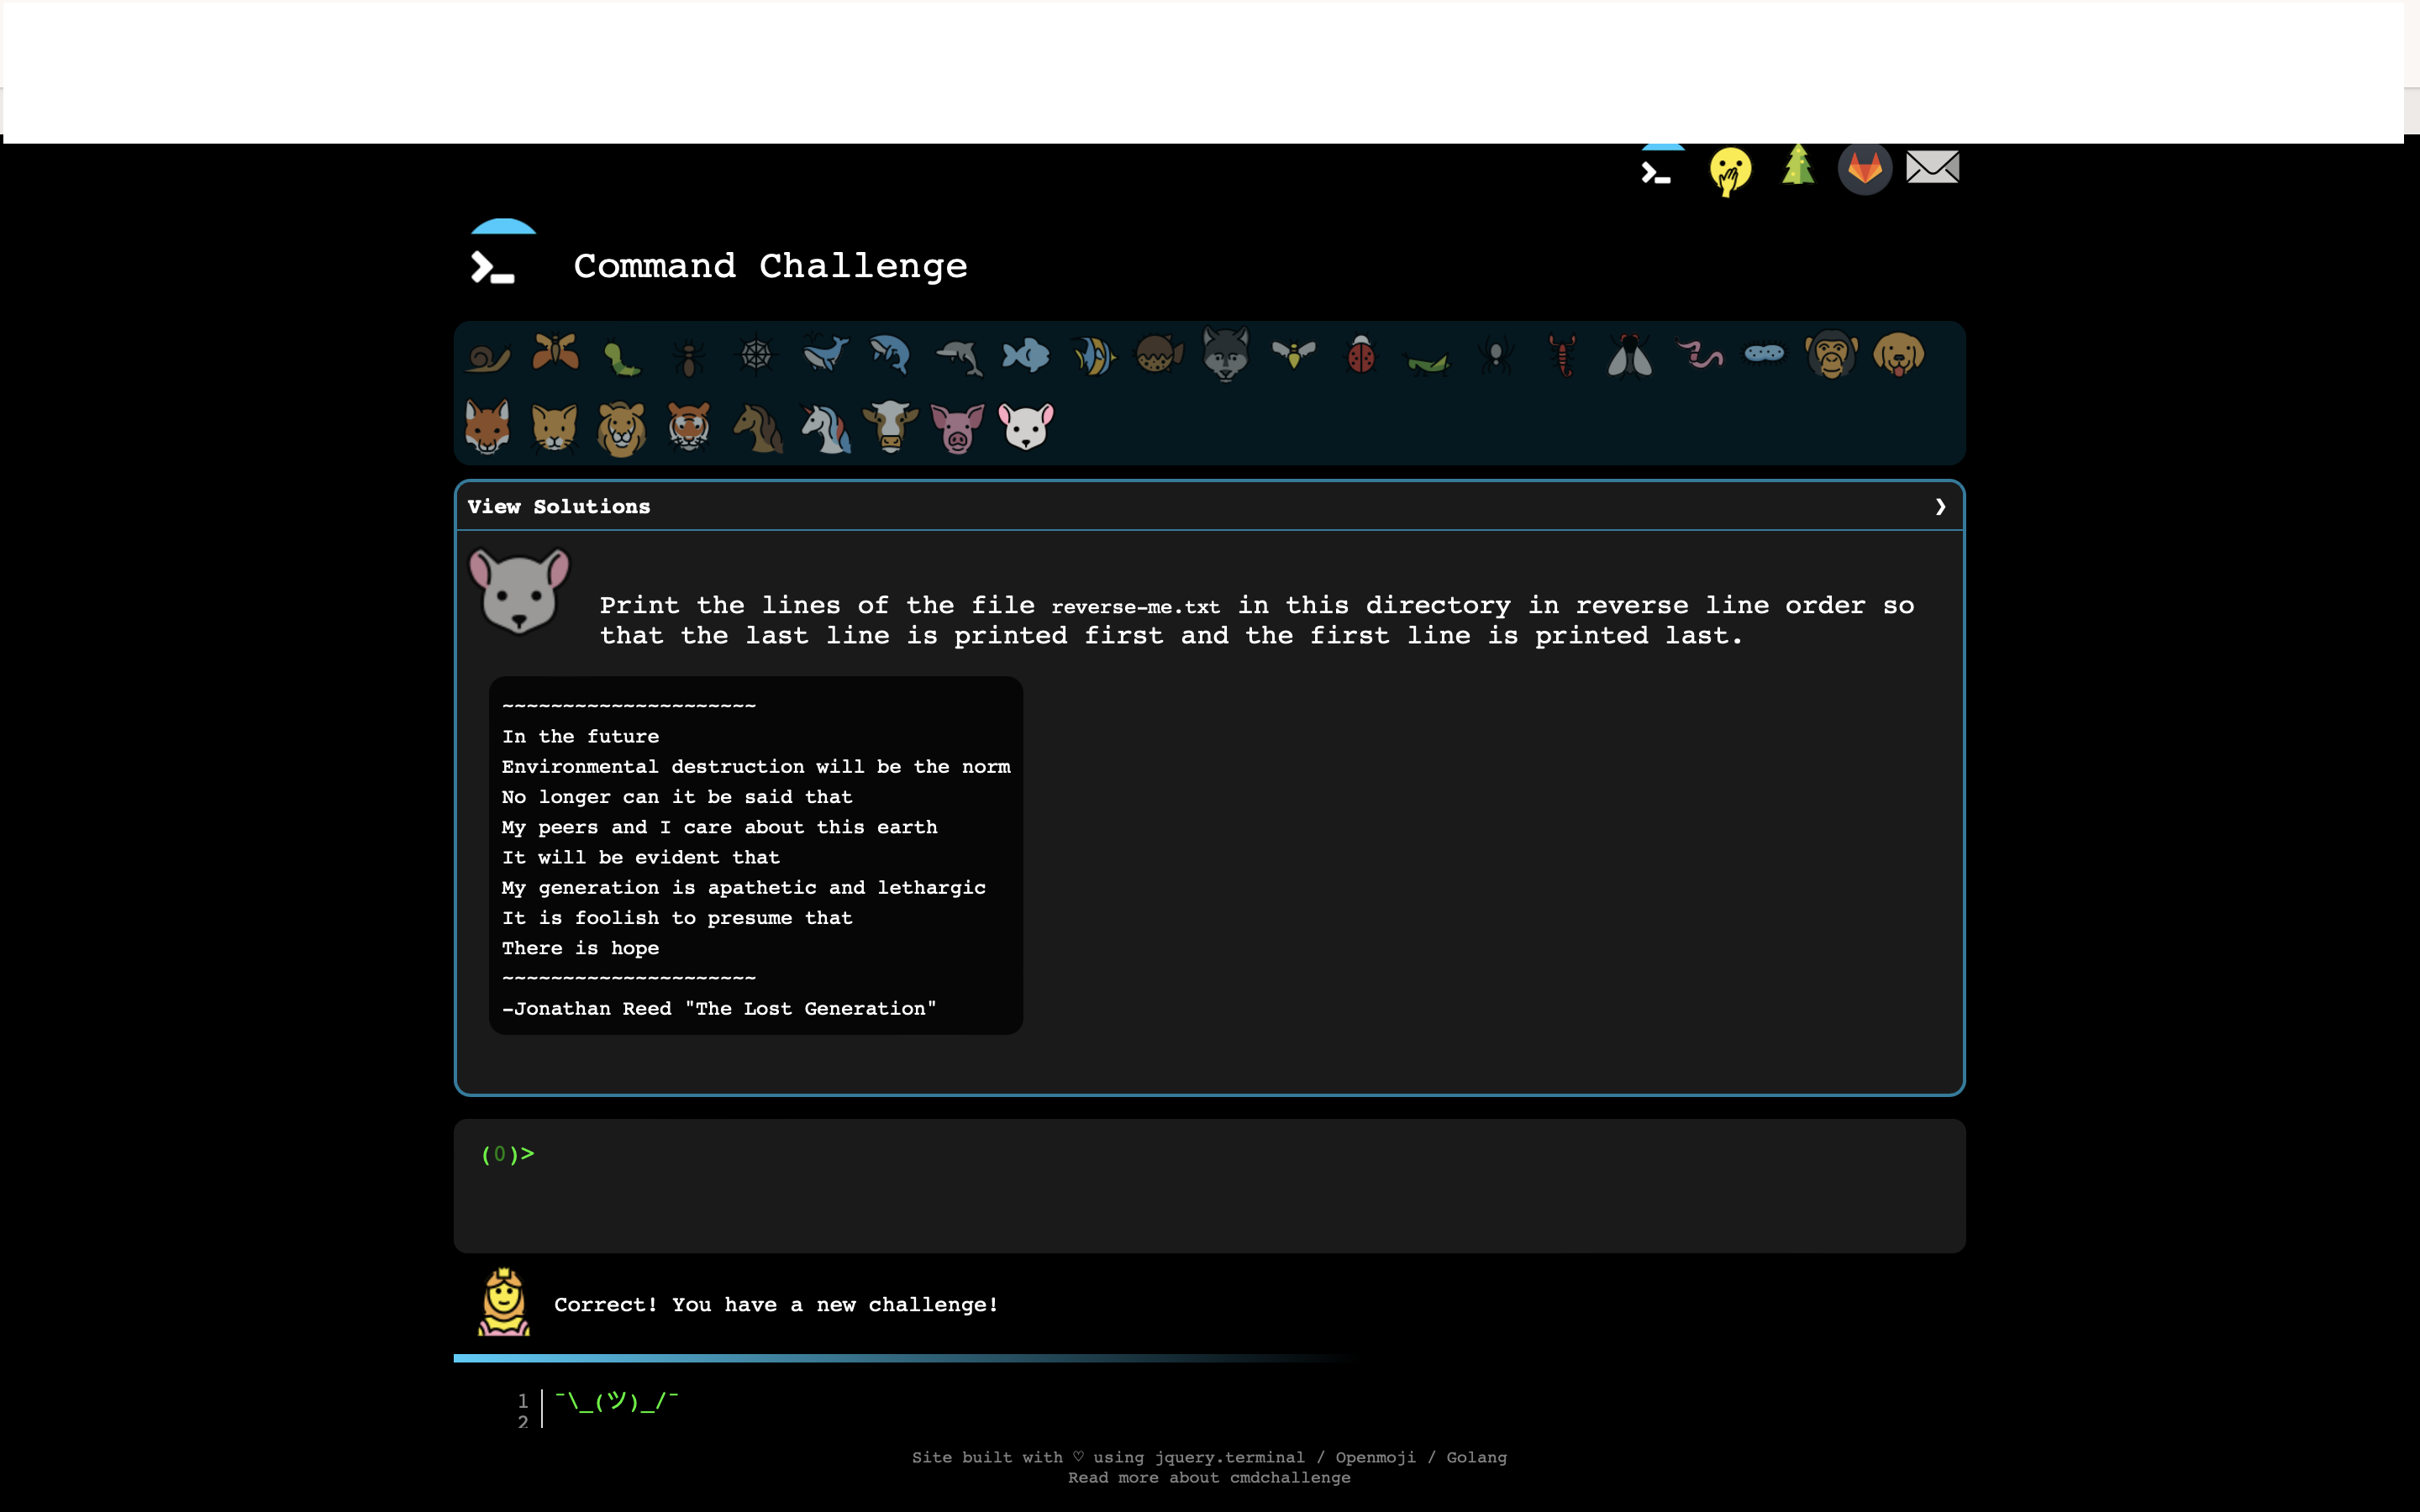 Command Challenge
View Solutions ❯
Print the lines of the file reverse-me.txt in this directory in reverse line order so
that the last line is printed first and the first line is printed last.
~~~~~~~~~~~~~~~~~~~~~
In the future
Environmental destruction will be the norm
No longer can it be said that
My peers and I care about this earth
It will be evident that
My generation is apathetic and lethargic
It is foolish to presume that
There is hope
~~~~~~~~~~~~~~~~~~~~~
-Jonathan Reed "The Lost Generation"
(0)>
Correct! You have a new challenge!
1 ¯\_(ツ)_/¯
2
Site built with ♡ using jquery.terminal / Openmoji / Golang
Read more about cmdchallenge